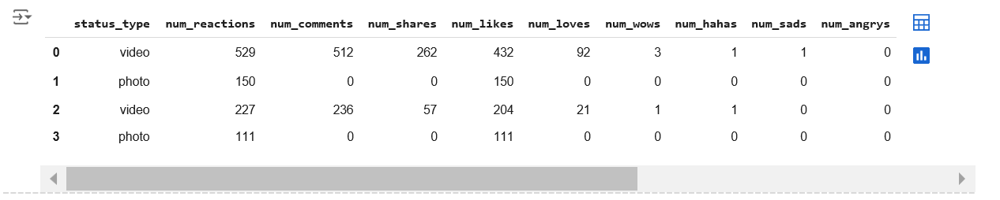 status_type num_reactions num_comments num_shares num_likes num_loves num_wows num_hahas num_sads num_angrys
0 video 529 512 262 432 92 3 1 1 0
1 photo 150 0 0 150 0 0 0 0 0
2 video 227 236 57 204 21 1 1 0 0
3 photo 111 0 0 111 0 0 0 0 0